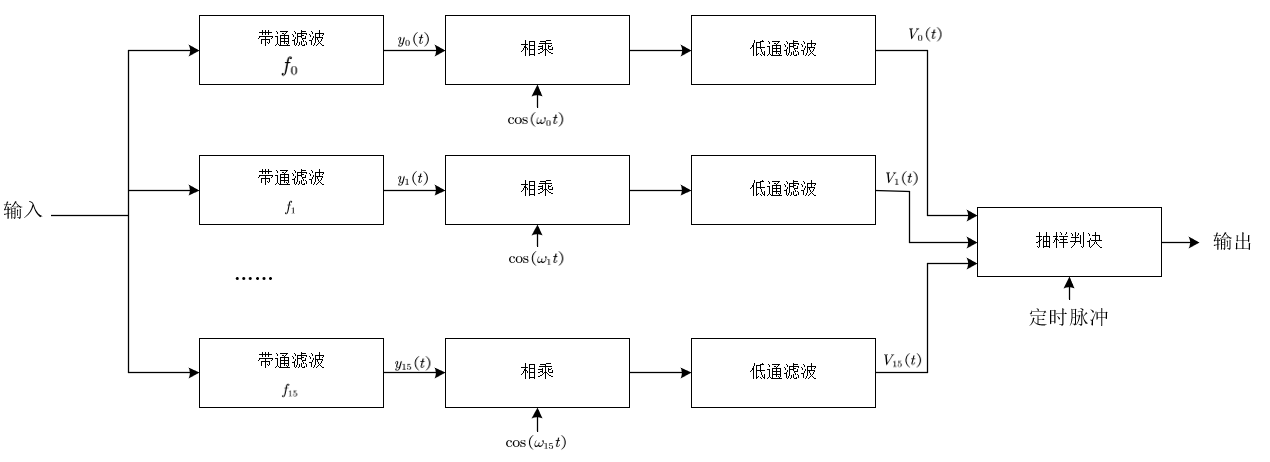 带通滤波
f₀
y₀(t)
相乘
低通滤波
V₀(t)
cos(ω₀t)
带通滤波
f₁
y₁(t)
相乘
低通滤波
V₁(t)
cos(ω₁t)
输入
抽样判决
输出
定时脉冲
……
带通滤波
f₁₅
y₁₅(t)
相乘
低通滤波
V₁₅(t)
cos(ω₁₅t)